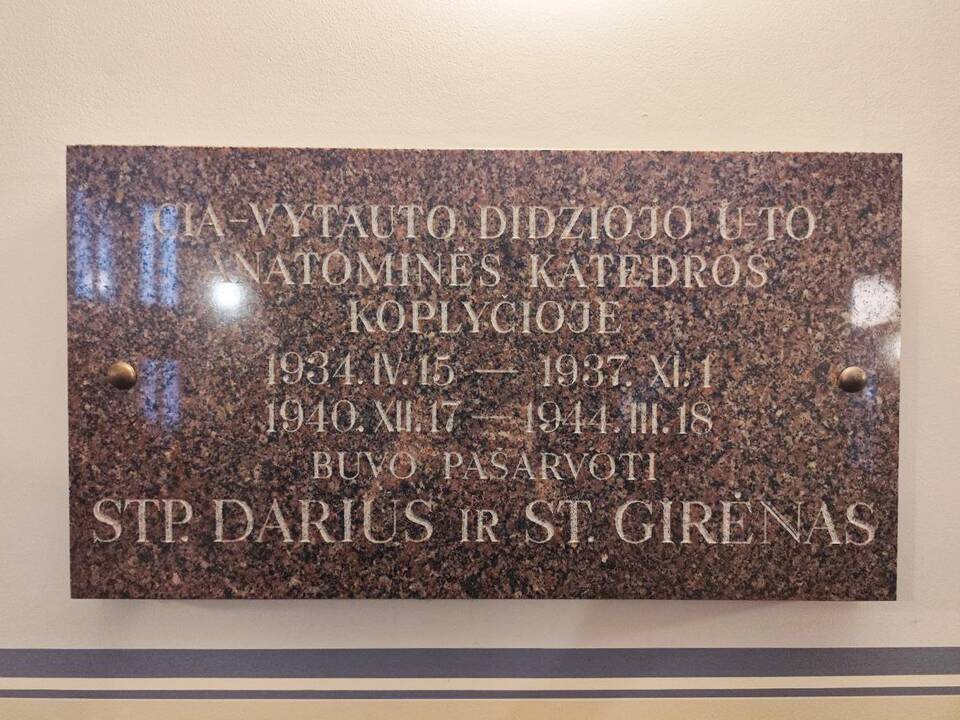 ČIA-VYTAUTO DIDŽIOJO U-TO
ANATOMINĖS KATEDROS
KOPLYČIOJE
1934.IV.15 — 1937.XI.1
1940.XII.17 — 1944.III.18
BUVO PAŠARVOTI
STP. DARIUS IR ST. GIRĖNAS